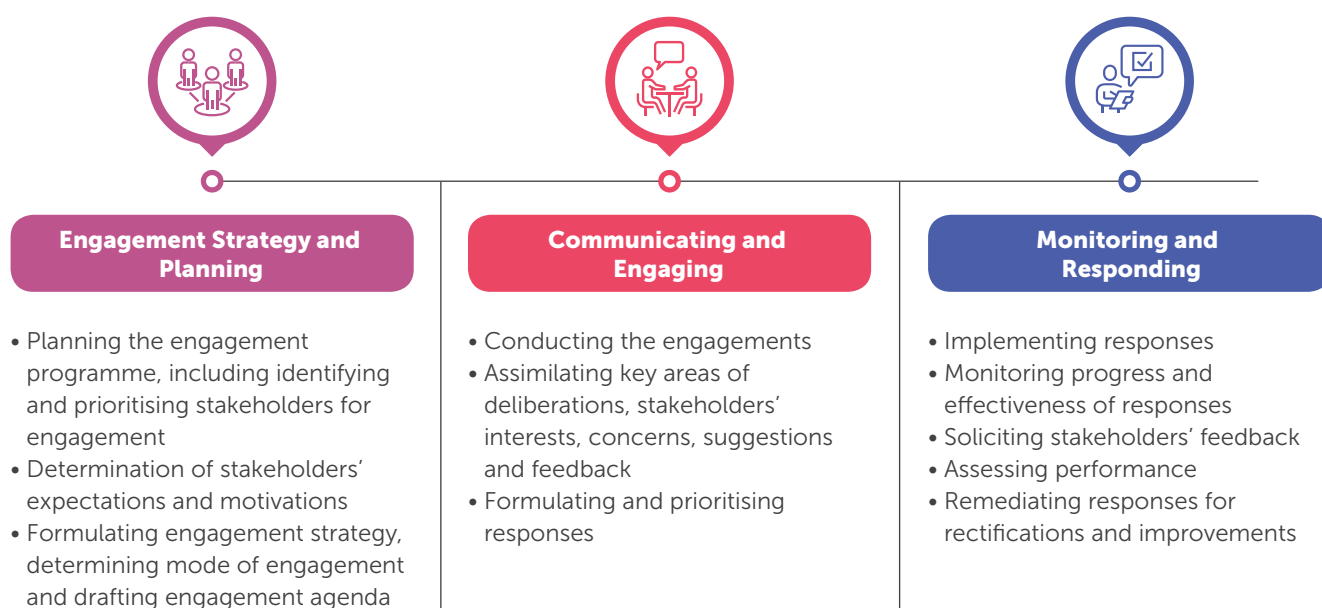 Engagement Strategy and
Planning
• Planning the engagement
programme, including identifying
and prioritising stakeholders for
engagement
• Determination of stakeholders’
expectations and motivations
• Formulating engagement strategy,
determining mode of engagement
and drafting engagement agenda
Communicating and
Engaging
• Conducting the engagements
• Assimilating key areas of
deliberations, stakeholders’
interests, concerns, suggestions
and feedback
• Formulating and prioritising
responses
Monitoring and
Responding
• Implementing responses
• Monitoring progress and
effectiveness of responses
• Soliciting stakeholders’ feedback
• Assessing performance
• Remediating responses for
rectifications and improvements